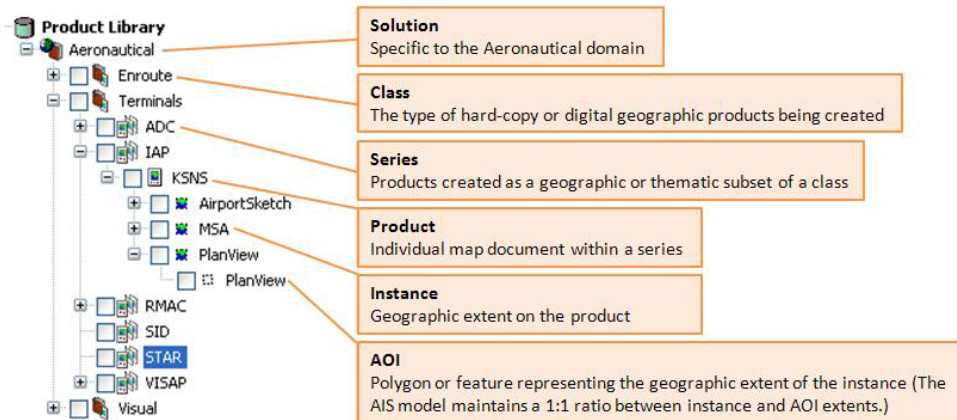 Product Library
Aeronautical
Enroute
Terminals
ADC
IAP
KSNS
AirportSketch
MSA
PlanView
PlanView
RMAC
SID
STAR
VISAP
Visual
Solution
Specific to the Aeronautical domain
Class
The type of hard-copy or digital geographic products being created
Series
Products created as a geographic or thematic subset of a class
Product
Individual map document within a series
Instance
Geographic extent on the product
AOI
Polygon or feature representing the geographic extent of the instance (The
AIS model maintains a 1:1 ratio between instance and AOI extents.)